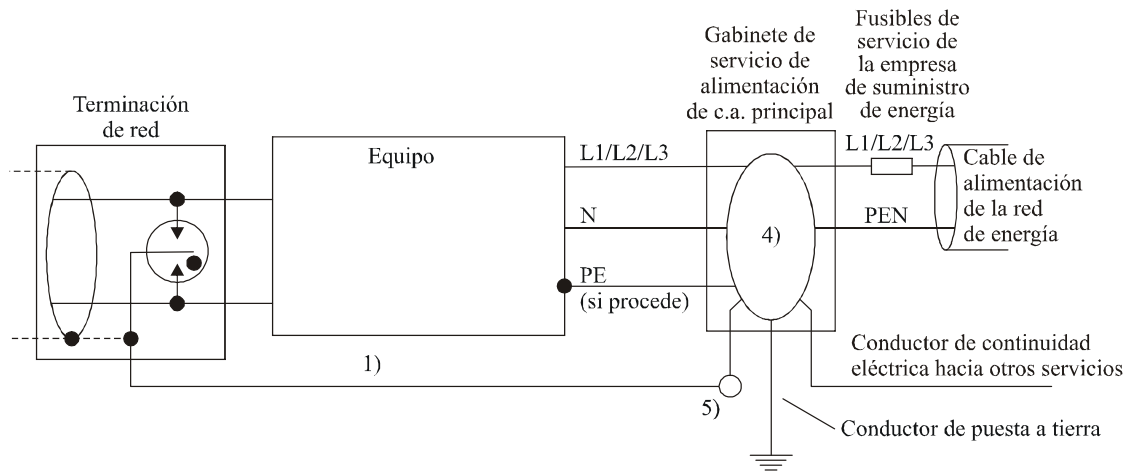 Terminación
de red
Equipo
L1/L2/L3
N
PE
(si procede)
1)
Gabinete de
servicio de
alimentación
de c.a. principal
4)
5)
Fusibles de
servicio de
la empresa
de suministro
de energía
L1/L2/L3
PEN
Cable de
alimentación
de la red
de energía
Conductor de continuidad
eléctrica hacia otros servicios
Conductor de puesta a tierra